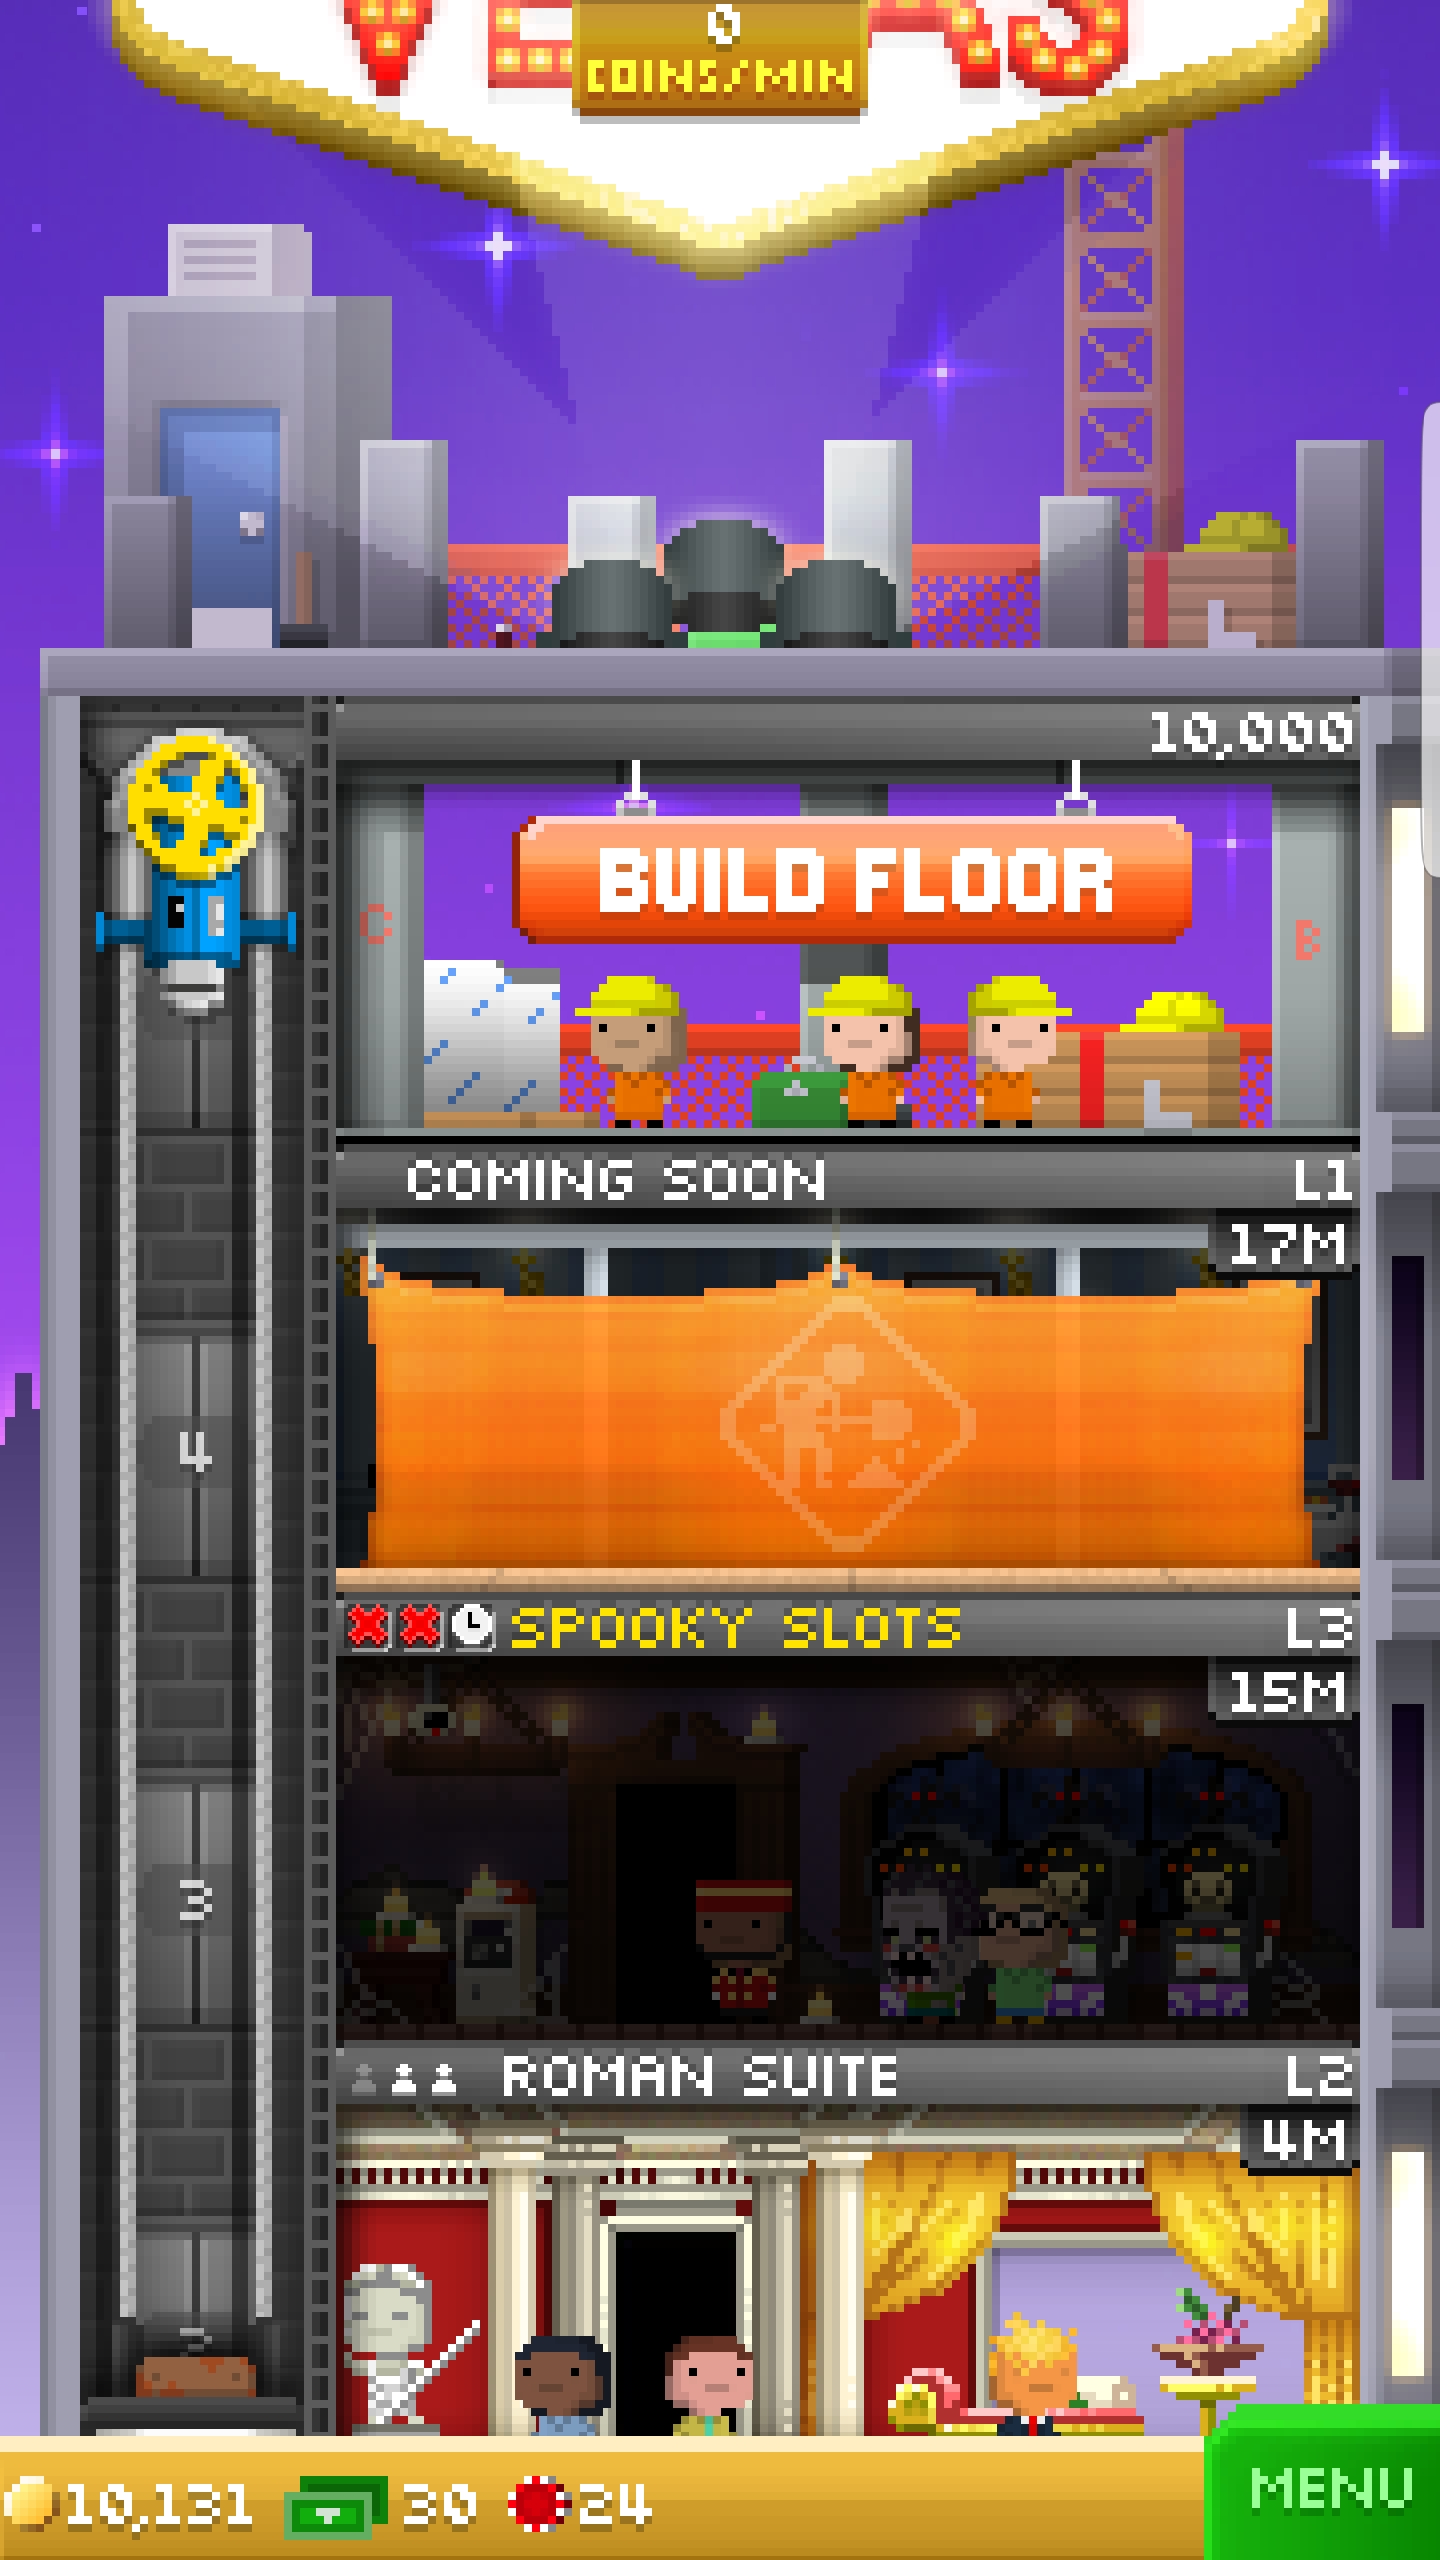 0
COINS/MIN
10,000
BUILD FLOOR
C
B
COMING SOON L1
17M
4
SPOOKY SLOTS L3
15M
3
ROMAN SUITE L2
4M
10,131 30 24
MENU